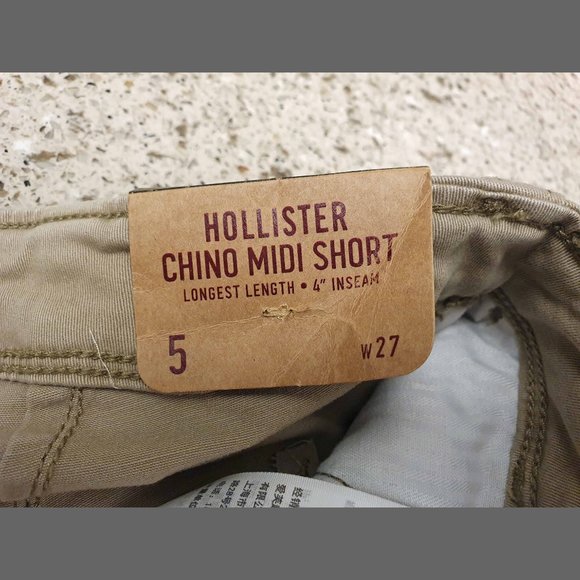 HOLLISTER
CHINO MIDI SHORT
LONGEST LENGTH • 4" INSEAM
5
W27